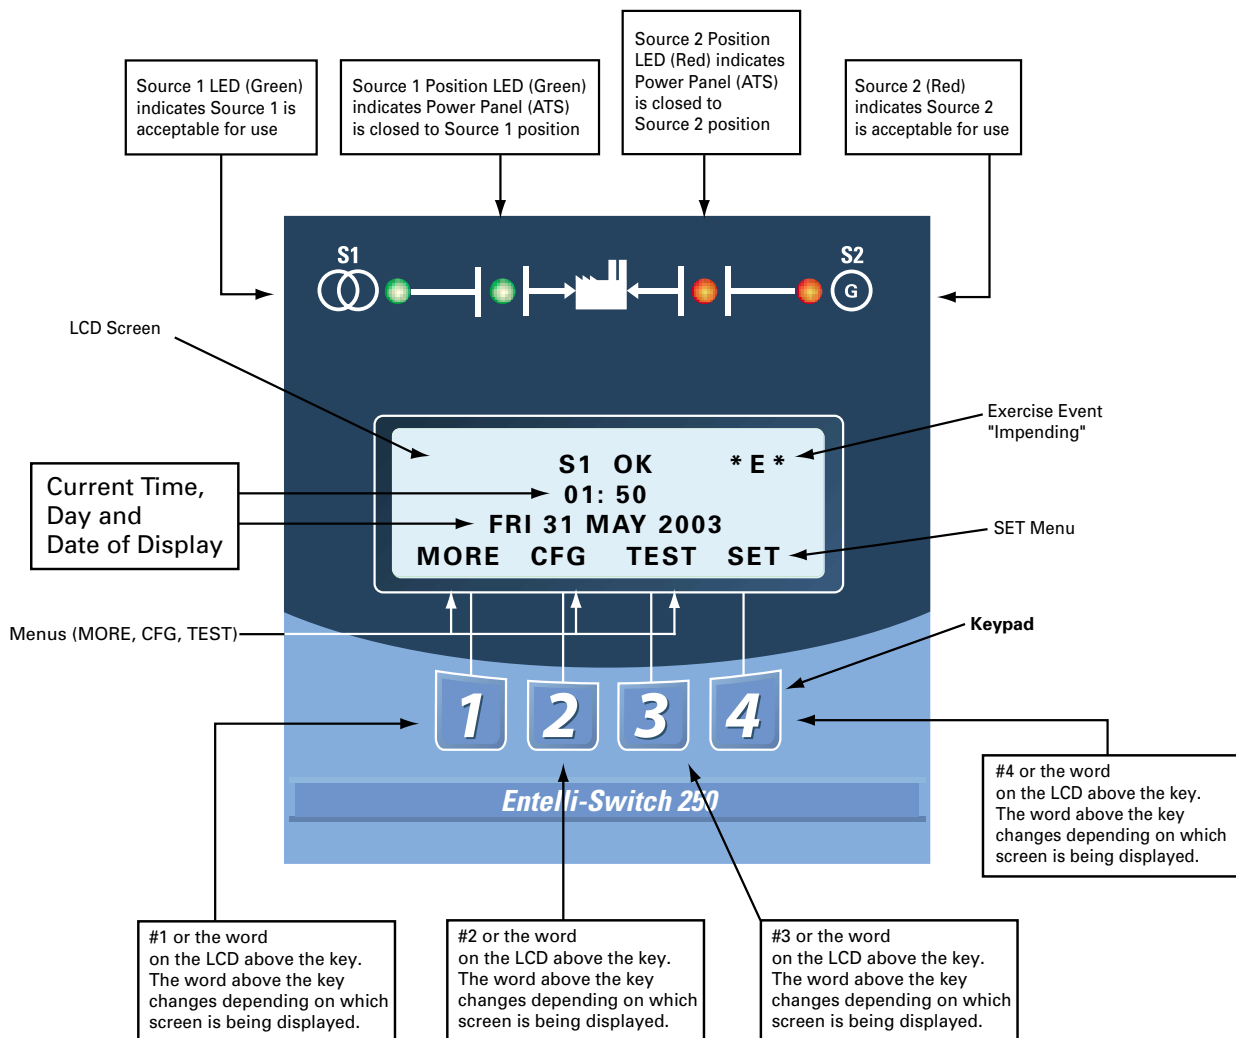 Source 1 LED (Green)
indicates Source 1 is
acceptable for use
Source 1 Position LED (Green)
indicates Power Panel (ATS)
is closed to Source 1 position
Source 2 Position
LED (Red) indicates
Power Panel (ATS)
is closed to
Source 2 position
Source 2 (Red)
indicates Source 2
is acceptable for use
S1
S2
G
LCD Screen
Exercise Event
"Impending"
S1 OK *E*
01: 50
FRI 31 MAY 2003
MORE CFG TEST SET
Current Time,
Day and
Date of Display
SET Menu
Menus (MORE, CFG, TEST)
Keypad
1
2
3
4
Entelli-Switch 250
#4 or the word
on the LCD above the key.
The word above the key
changes depending on which
screen is being displayed.
#1 or the word
on the LCD above the key.
The word above the key
changes depending on which
screen is being displayed.
#2 or the word
on the LCD above the key.
The word above the key
changes depending on which
screen is being displayed.
#3 or the word
on the LCD above the key.
The word above the key
changes depending on which
screen is being displayed.